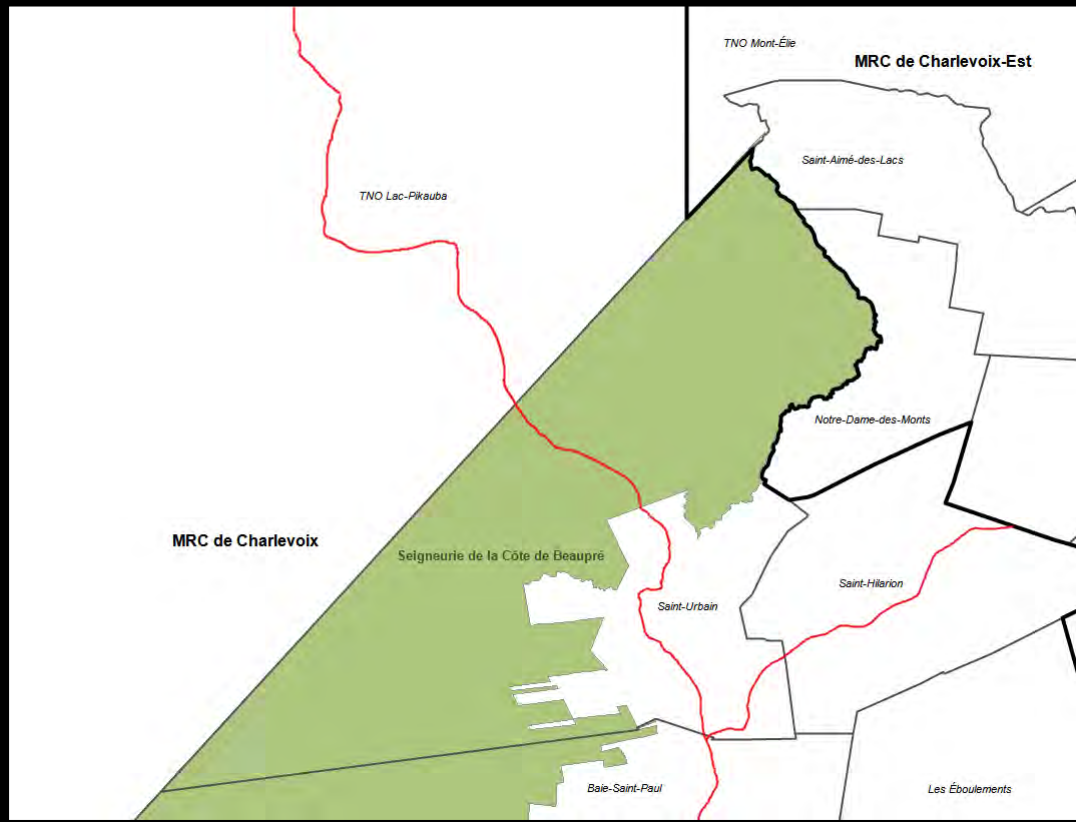 TNO Mont-Élie
MRC de Charlevoix-Est
Saint-Aimé-des-Lacs
TNO Lac-Pikauba
Notre-Dame-des-Monts
MRC de Charlevoix
Seigneurie de la Côte de Beaupré
Saint-Hilarion
Saint-Urbain
Baie-Saint-Paul
Les Éboulements